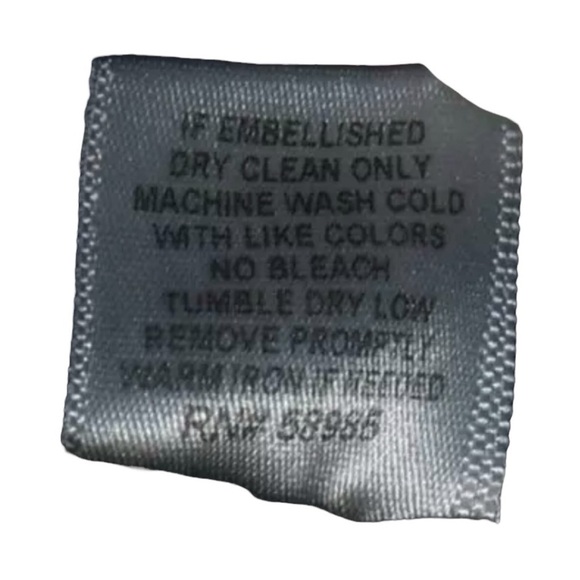 IF EMBELLISHED
DRY CLEAN ONLY
MACHINE WASH COLD
WITH LIKE COLORS
NO BLEACH
TUMBLE DRY LOW
REMOVE PROMPTLY
WARM IRON IF NEEDED
RN#